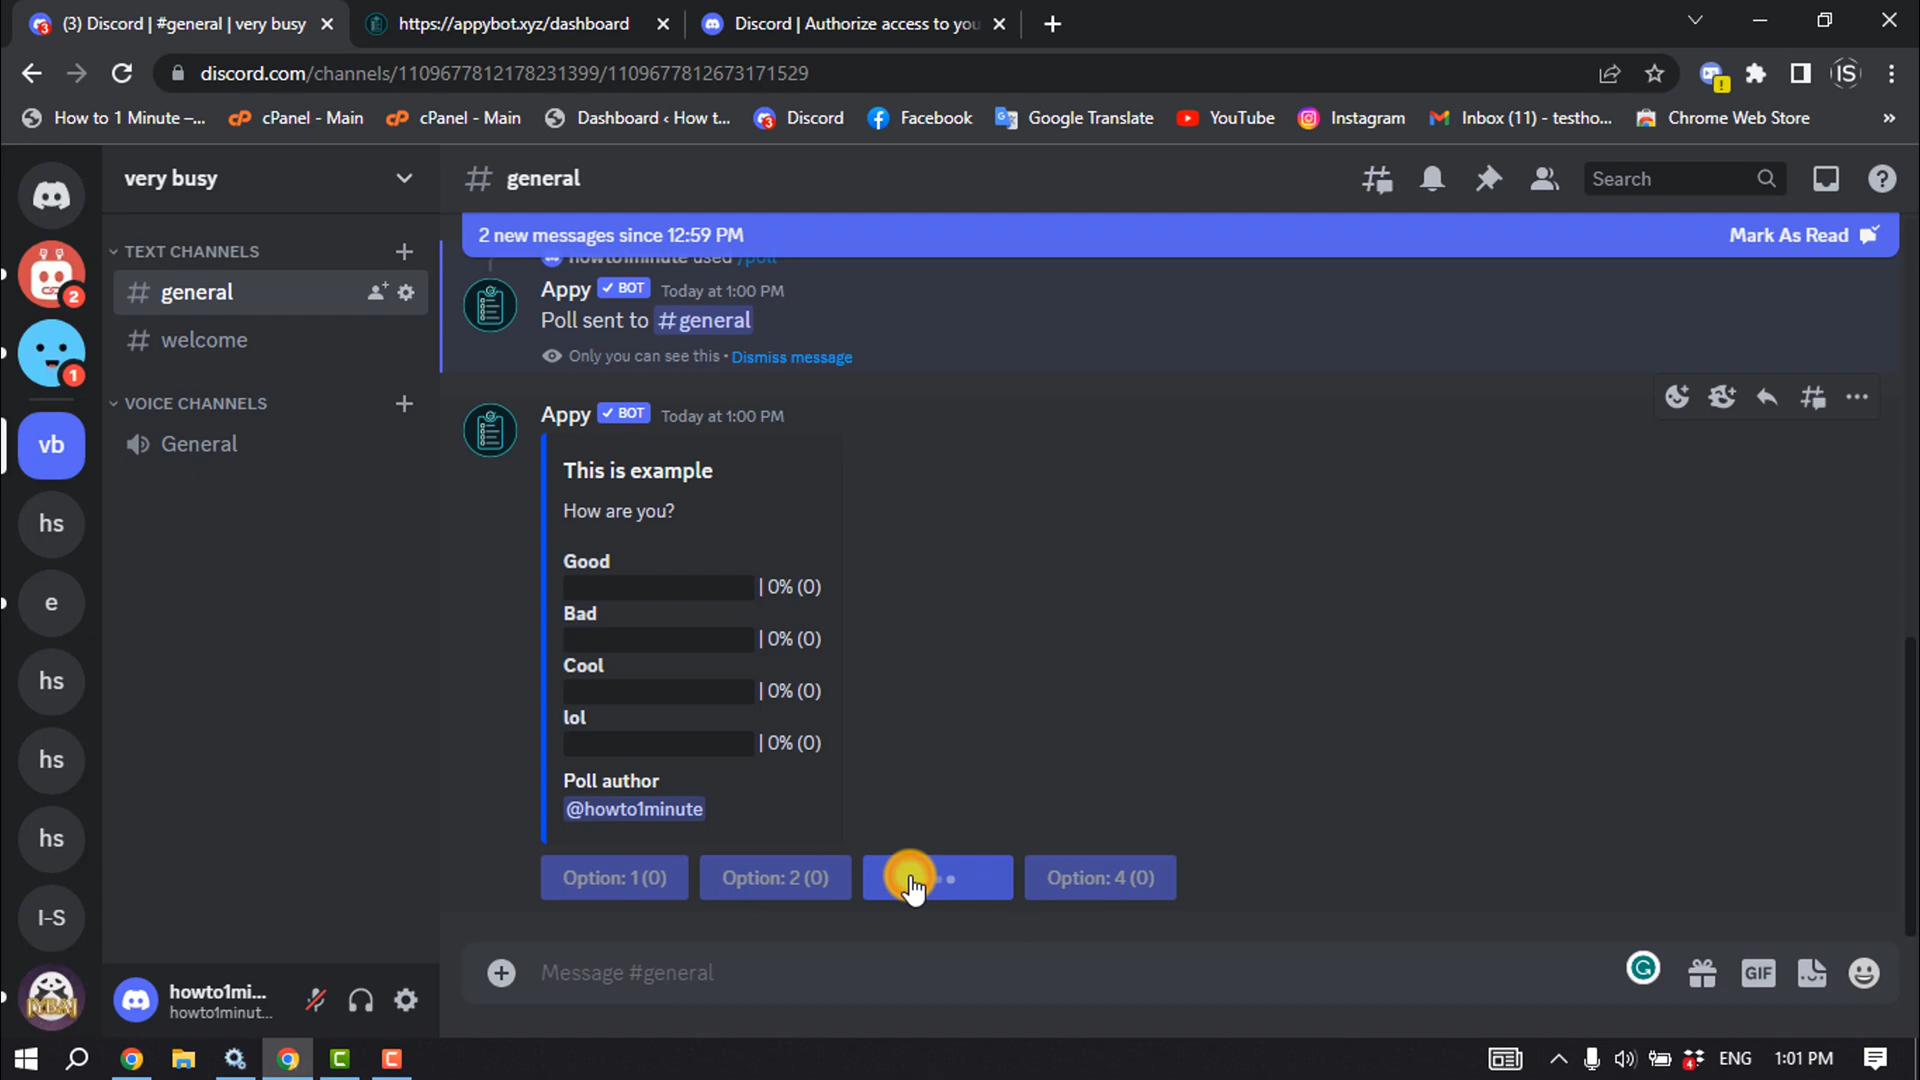 (3) Discord | #general | very busy
https://appybot.xyz/dashboard
Discord | Authorize access to you
discord.com/channels/1109677812178231399/1109677812673171529
IS
How to 1 Minute –...
cPanel - Main
cPanel - Main
Dashboard ‹ How t...
Discord
Facebook
Google Translate
YouTube
Instagram
Inbox (11) - testho...
Chrome Web Store
»
very busy
general
Search
2 new messages since 12:59 PM
Mark As Read
TEXT CHANNELS
general
welcome
VOICE CHANNELS
General
2
1
vb
hs
e
hs
hs
hs
I-S
howto1minute used /poll
Appy BOT Today at 1:00 PM
Poll sent to #general
Only you can see this • Dismiss message
Appy BOT Today at 1:00 PM
This is example
How are you?
Good
| 0% (0)
Bad
| 0% (0)
Cool
| 0% (0)
lol
| 0% (0)
Poll author
@howto1minute
Option: 1 (0)
Option: 2 (0)
Option: 4 (0)
Message #general
GIF
howto1mi...
howto1minut...
ENG
1:01 PM